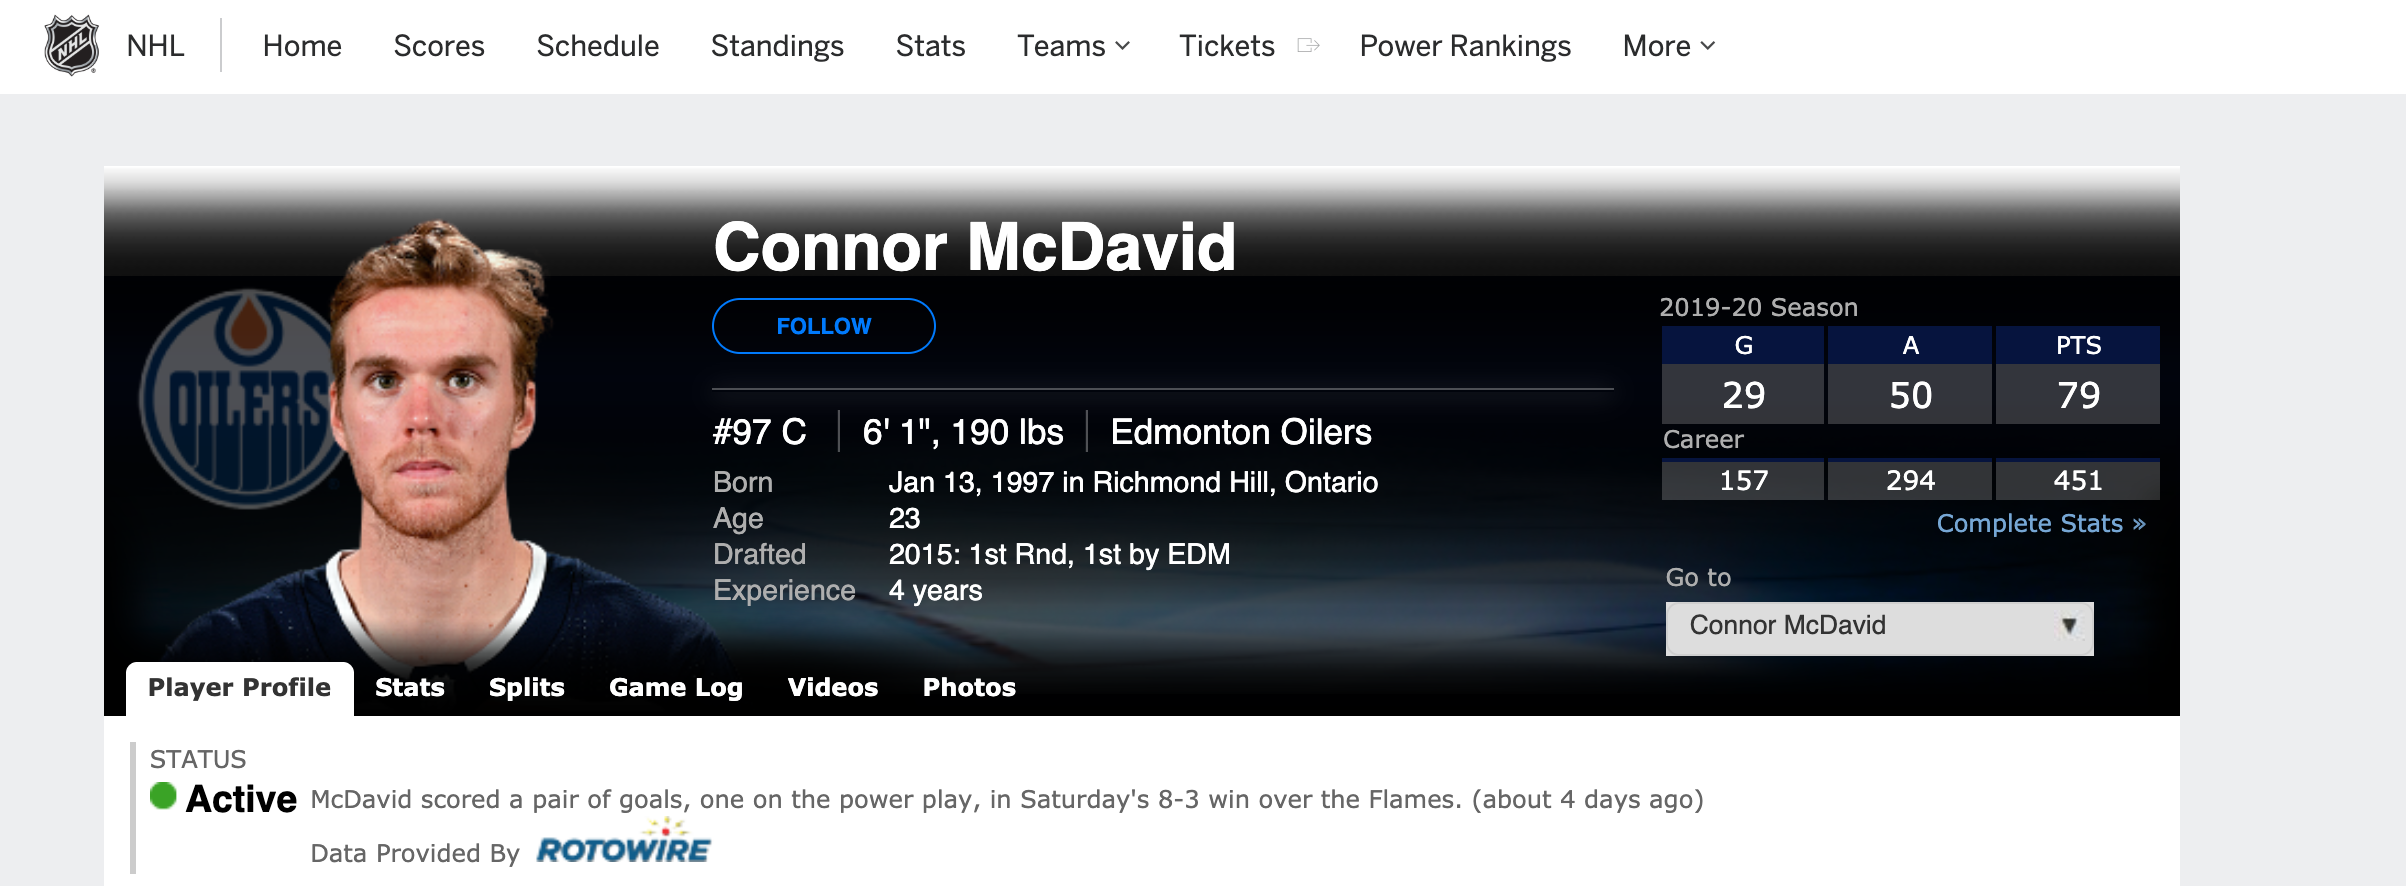 NHL
NHL Home Scores Schedule Standings Stats Teams Tickets Power Rankings More
Connor McDavid
FOLLOW
OILERS
#97 C 6' 1", 190 lbs Edmonton Oilers
Born Jan 13, 1997 in Richmond Hill, Ontario
Age 23
Drafted 2015: 1st Rnd, 1st by EDM
Experience 4 years
2019-20 Season
G A PTS
29 50 79
Career
157 294 451
Complete Stats »
Go to
Connor McDavid
Player Profile Stats Splits Game Log Videos Photos
STATUS
Active McDavid scored a pair of goals, one on the power play, in Saturday's 8-3 win over the Flames. (about 4 days ago)
Data Provided By ROTOWIRE